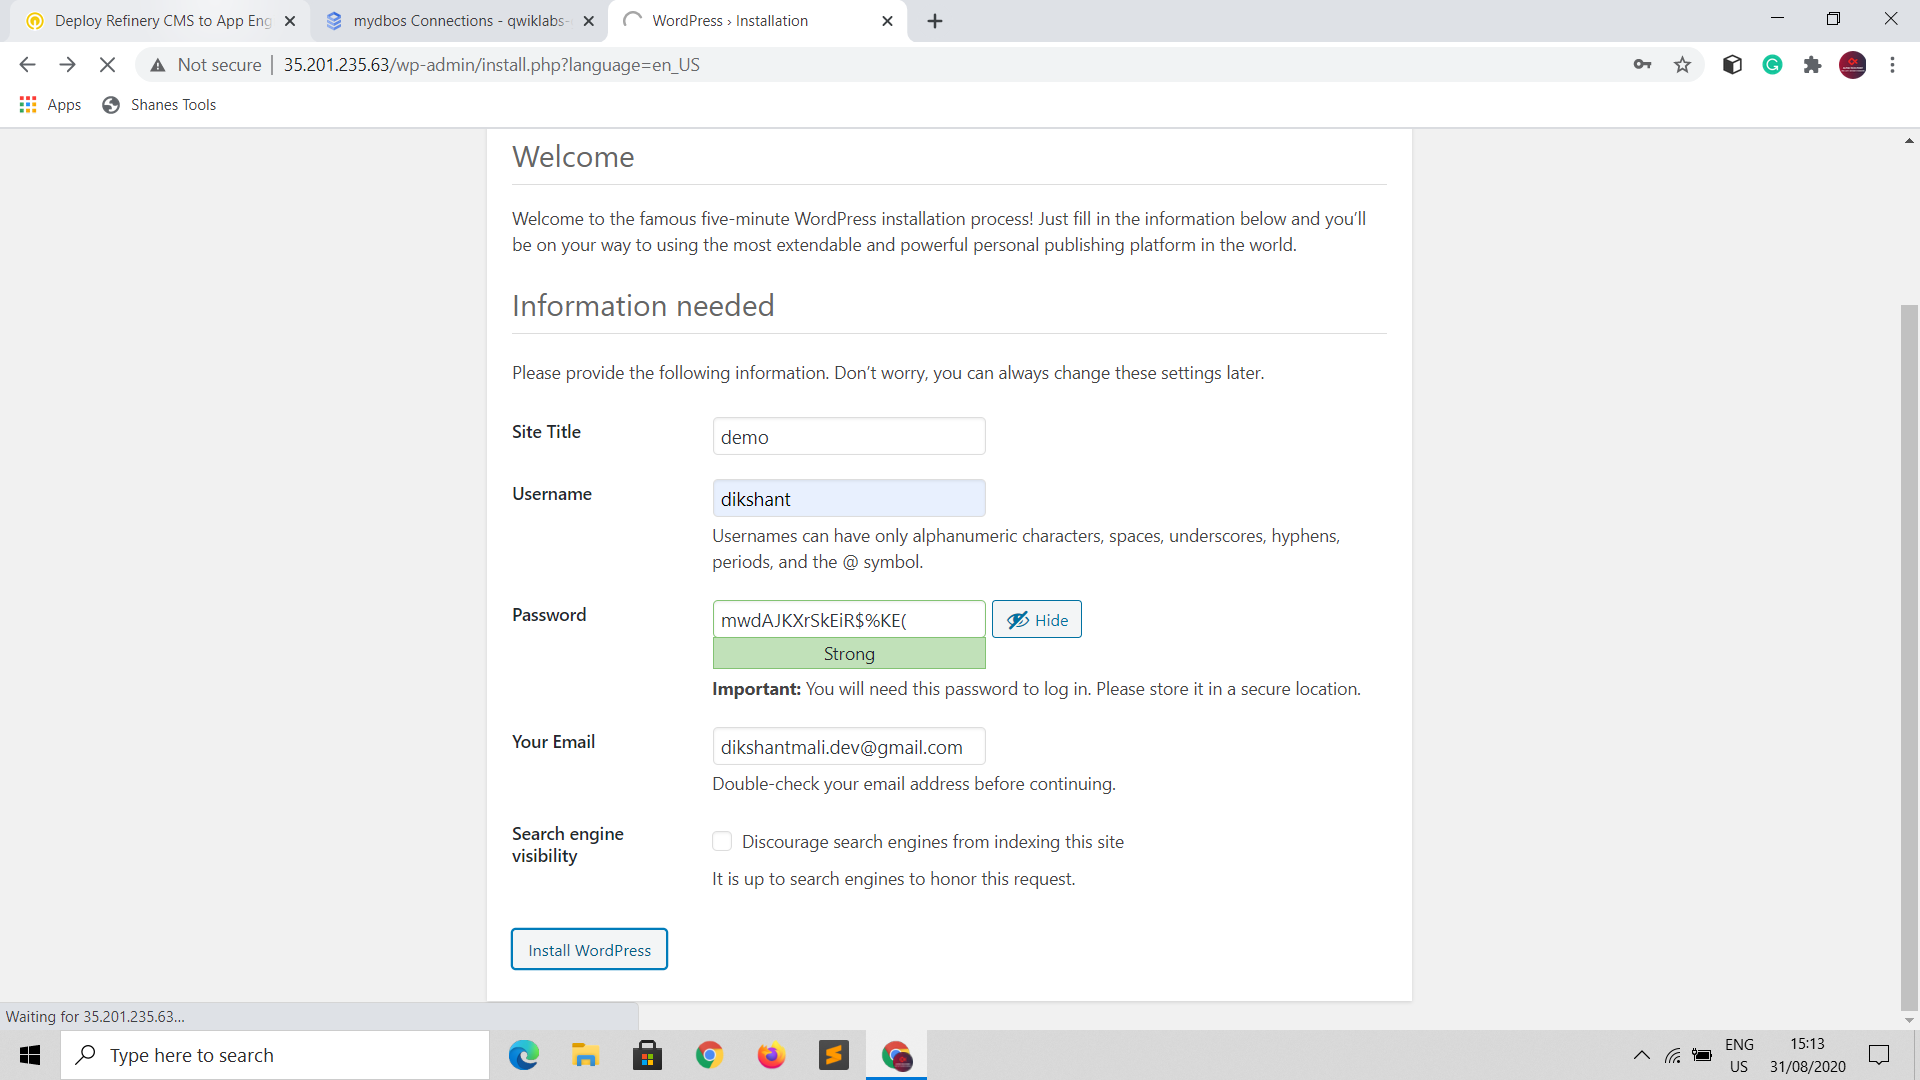 Deploy Refinery CMS to App Eng
mydbos Connections - qwiklabs-
WordPress › Installation
Not secure
35.201.235.63/wp-admin/install.php?language=en_US
Apps
Shanes Tools
Welcome
Welcome to the famous five-minute WordPress installation process! Just fill in the information below and you’ll
be on your way to using the most extendable and powerful personal publishing platform in the world.
Information needed
Please provide the following information. Don’t worry, you can always change these settings later.
Site Title
demo
Username
dikshant
Usernames can have only alphanumeric characters, spaces, underscores, hyphens,
periods, and the @ symbol.
Password
mwdAJKXrSkEiR$%KE(
Hide
Strong
Important: You will need this password to log in. Please store it in a secure location.
Your Email
dikshantmali.dev@gmail.com
Double-check your email address before continuing.
Search engine
visibility
Discourage search engines from indexing this site
It is up to search engines to honor this request.
Install WordPress
Waiting for 35.201.235.63...
Type here to search
ENG
US
15:13
31/08/2020